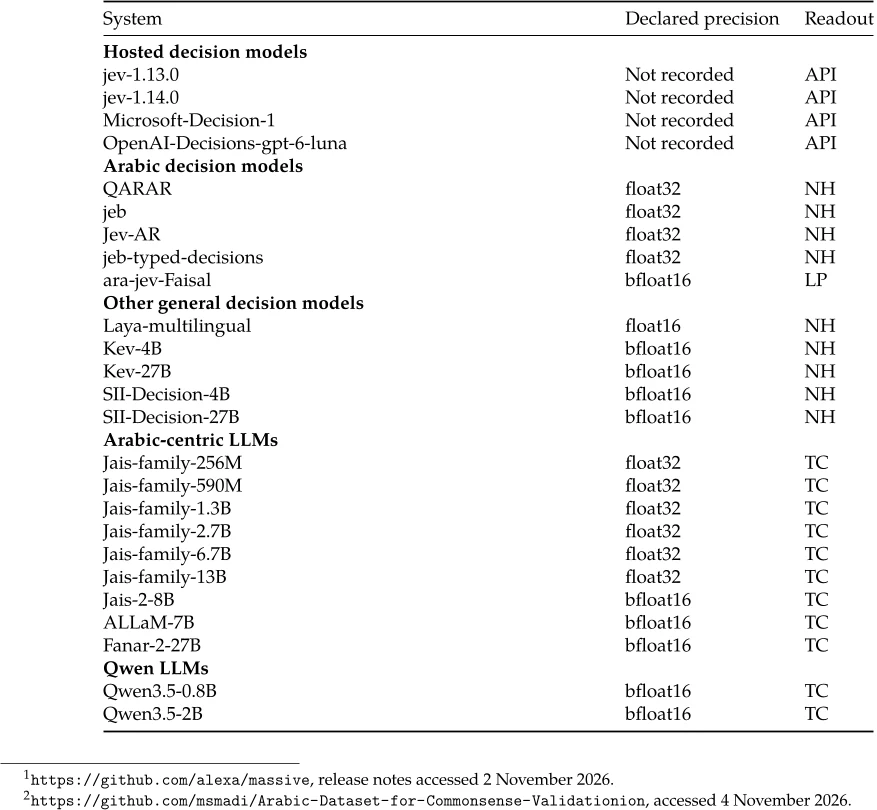 System Declared precision Readout
Hosted decision models
jev-1.13.0 Not recorded API
jev-1.14.0 Not recorded API
Microsoft-Decision-1 Not recorded API
OpenAI-Decisions-gpt-6-luna Not recorded API
Arabic decision models
QARAR float32 NH
jeb float32 NH
Jev-AR float32 NH
jeb-typed-decisions float32 NH
ara-jev-Faisal bfloat16 LP
Other general decision models
Laya-multilingual float16 NH
Kev-4B bfloat16 NH
Kev-27B bfloat16 NH
SII-Decision-4B bfloat16 NH
SII-Decision-27B bfloat16 NH
Arabic-centric LLMs
Jais-family-256M float32 TC
Jais-family-590M float32 TC
Jais-family-1.3B float32 TC
Jais-family-2.7B float32 TC
Jais-family-6.7B float32 TC
Jais-family-13B float32 TC
Jais-2-8B bfloat16 TC
ALLaM-7B bfloat16 TC
Fanar-2-27B bfloat16 TC
Qwen LLMs
Qwen3.5-0.8B bfloat16 TC
Qwen3.5-2B bfloat16 TC
1https://github.com/alexa/massive, release notes accessed 2 November 2026.
2https://github.com/msmadi/Arabic-Dataset-for-Commonsense-Validationion, accessed 4 November 2026.